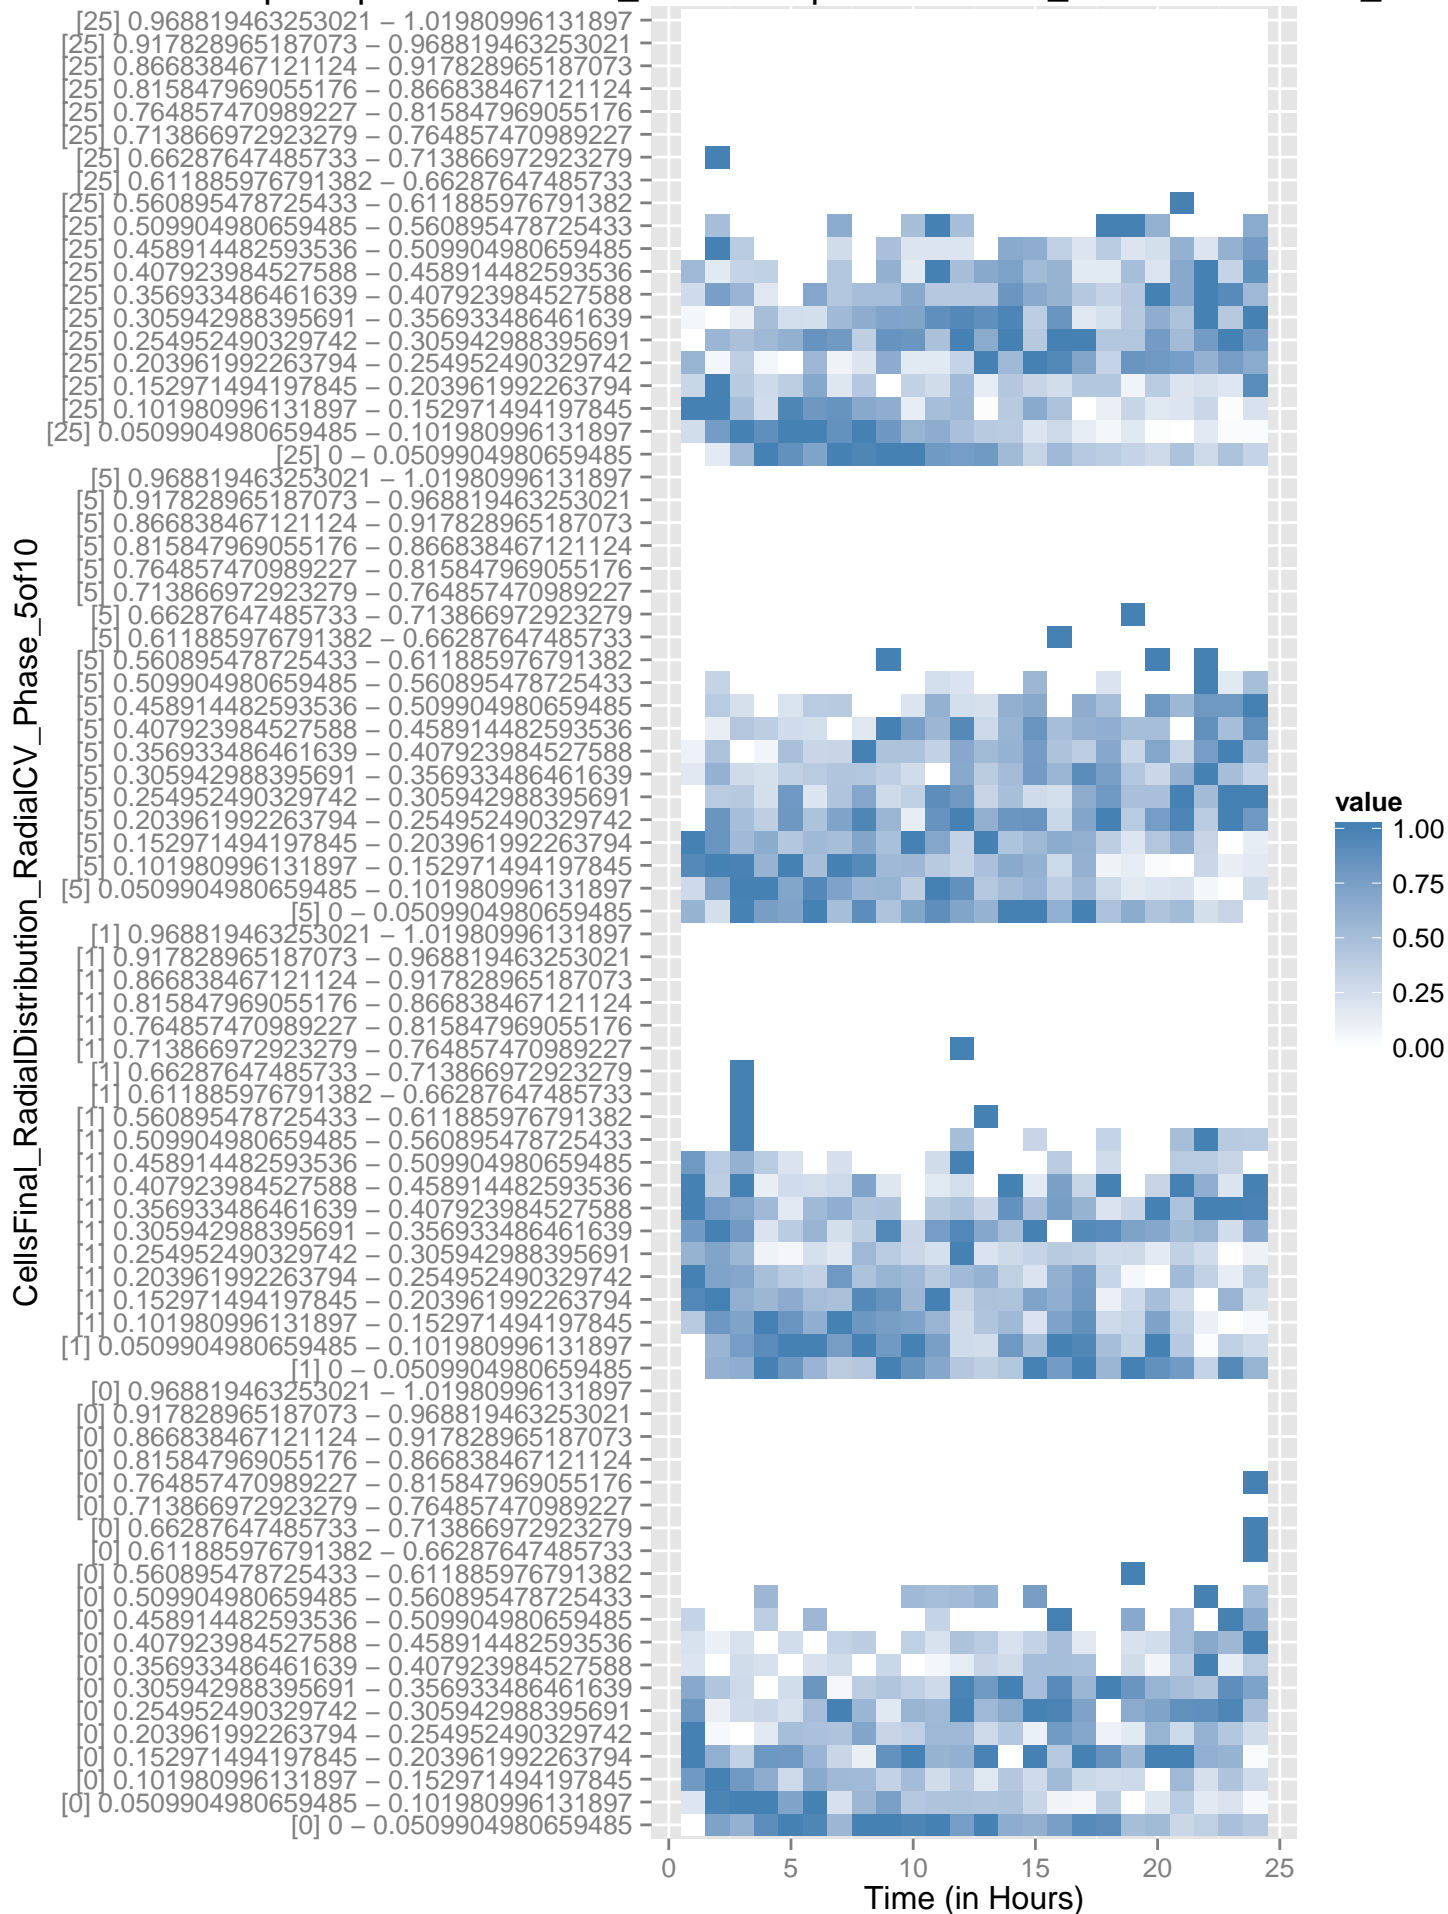 [25] 0.968819463253021 – 1.01980996131897
[25] 0.917828965187073 – 0.968819463253021
[25] 0.866838467121124 – 0.917828965187073
[25] 0.815847969055176 – 0.866838467121124
[25] 0.764857470989227 – 0.815847969055176
[25] 0.713866972923279 – 0.764857470989227
[25] 0.66287647485733 – 0.713866972923279
[25] 0.611885976791382 – 0.66287647485733
[25] 0.560895478725433 – 0.611885976791382
[25] 0.509904980659485 – 0.560895478725433
[25] 0.458914482593536 – 0.509904980659485
[25] 0.407923984527588 – 0.458914482593536
[25] 0.356933486461639 – 0.407923984527588
[25] 0.305942988395691 – 0.356933486461639
[25] 0.254952490329742 – 0.305942988395691
[25] 0.203961992263794 – 0.254952490329742
[25] 0.152971494197845 – 0.203961992263794
[25] 0.101980996131897 – 0.152971494197845
[25] 0.0509904980659485 – 0.101980996131897
[25] 0 – 0.0509904980659485
[5] 0.968819463253021 – 1.01980996131897
[5] 0.917828965187073 – 0.968819463253021
[5] 0.866838467121124 – 0.917828965187073
[5] 0.815847969055176 – 0.866838467121124
[5] 0.764857470989227 – 0.815847969055176
[5] 0.713866972923279 – 0.764857470989227
[5] 0.66287647485733 – 0.713866972923279
[5] 0.611885976791382 – 0.66287647485733
[5] 0.560895478725433 – 0.611885976791382
[5] 0.509904980659485 – 0.560895478725433
[5] 0.458914482593536 – 0.509904980659485
[5] 0.407923984527588 – 0.458914482593536
[5] 0.356933486461639 – 0.407923984527588
[5] 0.305942988395691 – 0.356933486461639
[5] 0.254952490329742 – 0.305942988395691
[5] 0.203961992263794 – 0.254952490329742
[5] 0.152971494197845 – 0.203961992263794
[5] 0.101980996131897 – 0.152971494197845
[5] 0.0509904980659485 – 0.101980996131897
[5] 0 – 0.0509904980659485
[1] 0.968819463253021 – 1.01980996131897
[1] 0.917828965187073 – 0.968819463253021
[1] 0.866838467121124 – 0.917828965187073
[1] 0.815847969055176 – 0.866838467121124
[1] 0.764857470989227 – 0.815847969055176
[1] 0.713866972923279 – 0.764857470989227
[1] 0.66287647485733 – 0.713866972923279
[1] 0.611885976791382 – 0.66287647485733
[1] 0.560895478725433 – 0.611885976791382
[1] 0.509904980659485 – 0.560895478725433
[1] 0.458914482593536 – 0.509904980659485
[1] 0.407923984527588 – 0.458914482593536
[1] 0.356933486461639 – 0.407923984527588
[1] 0.305942988395691 – 0.356933486461639
[1] 0.254952490329742 – 0.305942988395691
[1] 0.203961992263794 – 0.254952490329742
[1] 0.152971494197845 – 0.203961992263794
[1] 0.101980996131897 – 0.152971494197845
[1] 0.0509904980659485 – 0.101980996131897
[1] 0 – 0.0509904980659485
[0] 0.968819463253021 – 1.01980996131897
[0] 0.917828965187073 – 0.968819463253021
[0] 0.866838467121124 – 0.917828965187073
[0] 0.815847969055176 – 0.866838467121124
[0] 0.764857470989227 – 0.815847969055176
[0] 0.713866972923279 – 0.764857470989227
[0] 0.66287647485733 – 0.713866972923279
[0] 0.611885976791382 – 0.66287647485733
[0] 0.560895478725433 – 0.611885976791382
[0] 0.509904980659485 – 0.560895478725433
[0] 0.458914482593536 – 0.509904980659485
[0] 0.407923984527588 – 0.458914482593536
[0] 0.356933486461639 – 0.407923984527588
[0] 0.305942988395691 – 0.356933486461639
[0] 0.254952490329742 – 0.305942988395691
[0] 0.203961992263794 – 0.254952490329742
[0] 0.152971494197845 – 0.203961992263794
[0] 0.101980996131897 – 0.152971494197845
[0] 0.0509904980659485 – 0.101980996131897
[0] 0 – 0.0509904980659485
CellsFinal_RadialDistribution_RadialCV_Phase_5of10
0 5 10 15 20 25
Time (in Hours)
value
1.00
0.75
0.50
0.25
0.00